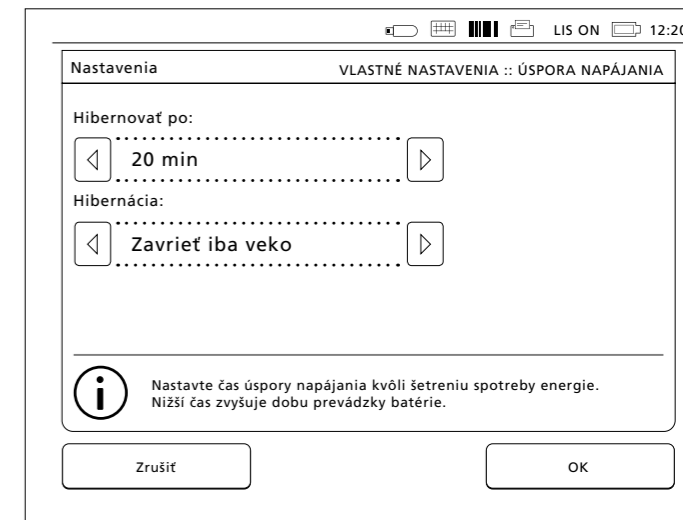 LIS ON 12:20
Nastavenia VLASTNÉ NASTAVENIA :: ÚSPORA NAPÁJANIA
Hibernovať po:
20 min
Hibernácia:
Zavrieť iba veko
Nastavte čas úspory napájania kvôli šetreniu spotreby energie.
Nižší čas zvyšuje dobu prevádzky batérie.
Zrušiť OK